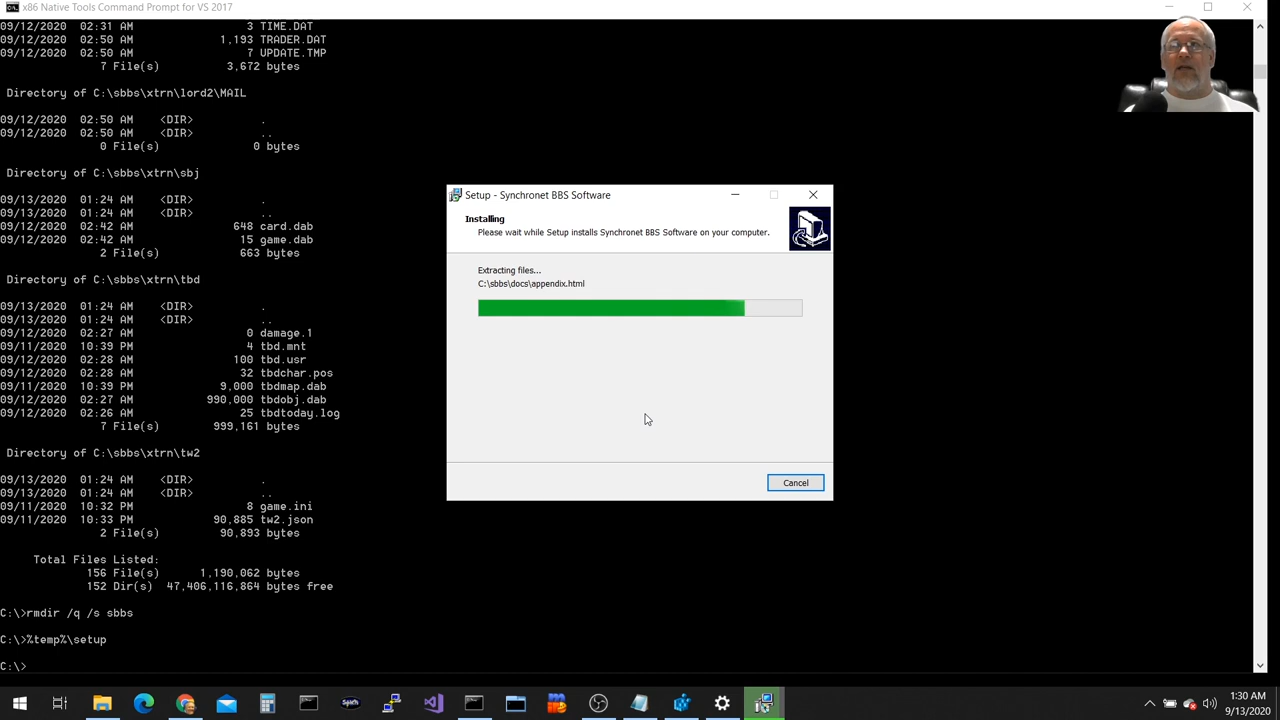 x86 Native Tools Command Prompt for VS 2017
09/12/2020  02:31 AM                 3 TIME.DAT
09/12/2020  02:50 AM             1,193 TRADER.DAT
09/12/2020  02:50 AM                 7 UPDATE.TMP
7 File(s)          3,672 bytes
Directory of C:\sbbs\xtrn\lord2\MAIL
09/12/2020  02:50 AM    <DIR>          .
09/12/2020  02:50 AM    <DIR>          ..
0 File(s)              0 bytes
Directory of C:\sbbs\xtrn\sbj
09/13/2020  01:24 AM    <DIR>          .
09/13/2020  01:24 AM    <DIR>          ..
09/12/2020  02:41 AM               648 card.dab
09/12/2020  02:42 AM                15 game.dab
2 File(s)            663 bytes
Directory of C:\sbbs\xtrn\tbd
09/13/2020  01:24 AM    <DIR>          .
09/13/2020  01:24 AM    <DIR>          ..
09/12/2020  02:27 AM                 0 damage.1
09/11/2020  10:39 PM                 4 tbd.mnt
09/12/2020  02:28 AM               100 tbd.usr
09/12/2020  02:28 AM                32 tbdchar.pos
09/11/2020  10:39 PM             9,000 tbdmap.dab
09/12/2020  02:27 AM           990,000 tbdobj.dab
09/12/2020  02:26 AM                25 tbdtoday.log
7 File(s)        999,161 bytes
Directory of C:\sbbs\xtrn\tw2
09/13/2020  01:24 AM    <DIR>          .
09/13/2020  01:24 AM    <DIR>          ..
09/11/2020  10:32 PM                 8 game.ini
09/11/2020  10:33 PM            90,885 tw2.json
2 File(s)         90,893 bytes
Total Files Listed:
156 File(s)      1,190,062 bytes
152 Dir(s)  47,406,116,864 bytes free
C:\>rmdir /q /s sbbs
C:\>%temp%\setup
C:\>
Setup - Synchronet BBS Software
Installing
Please wait while Setup installs Synchronet BBS Software on your computer.
Extracting files...
C:\sbbs\docs\appendix.html
Cancel
1:30 AM
9/13/2020